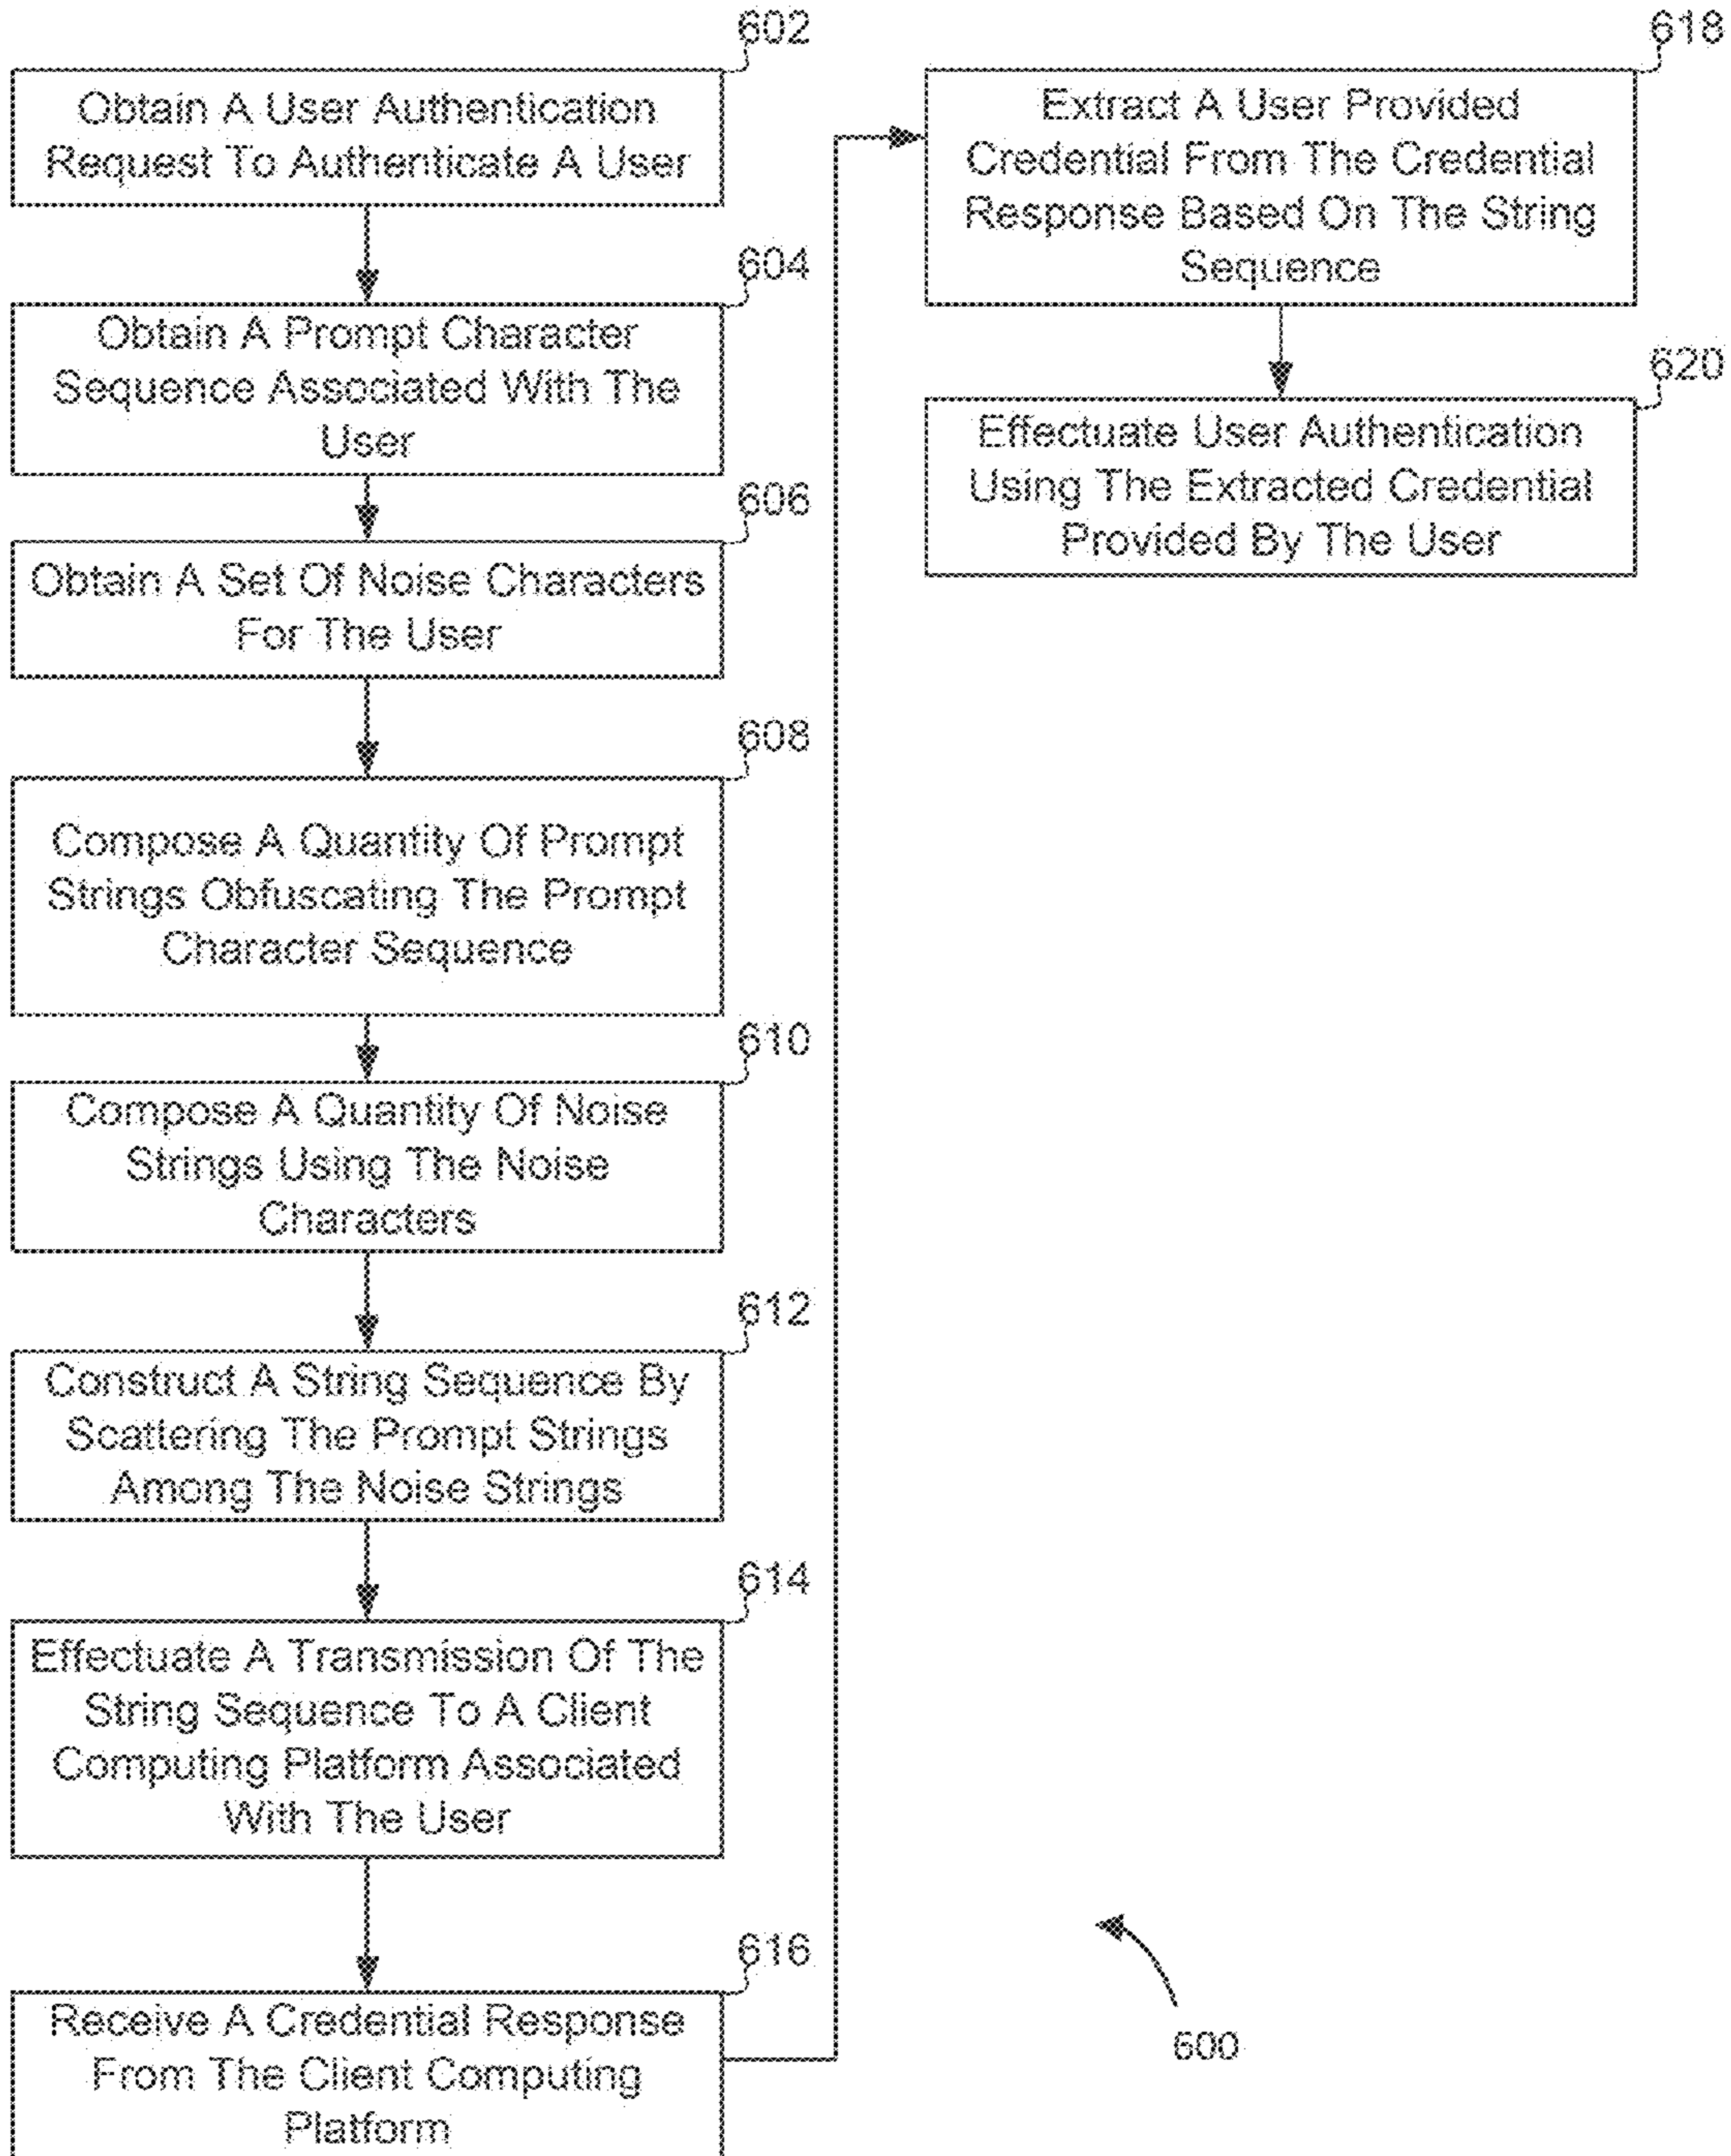 602
Obtain A User Authentication
Request To Authenticate A User
604
Obtain A Prompt Character
Sequence Associated With The
User
606
Obtain A Set Of Noise Characters
For The User
608
Compose A Quantity Of Prompt
Strings Obfuscating The Prompt
Character Sequence
610
Compose A Quantity Of Noise
Strings Using The Noise
Characters
612
Construct A String Sequence By
Scattering The Prompt Strings
Among The Noise Strings
614
Effectuate A Transmission Of The
String Sequence To A Client
Computing Platform Associated
With The User
616
Receive A Credential Response
From The Client Computing
Platform
618
Extract A User Provided
Credential From The Credential
Response Based On The String
Sequence
620
Effectuate User Authentication
Using The Extracted Credential
Provided By The User
600